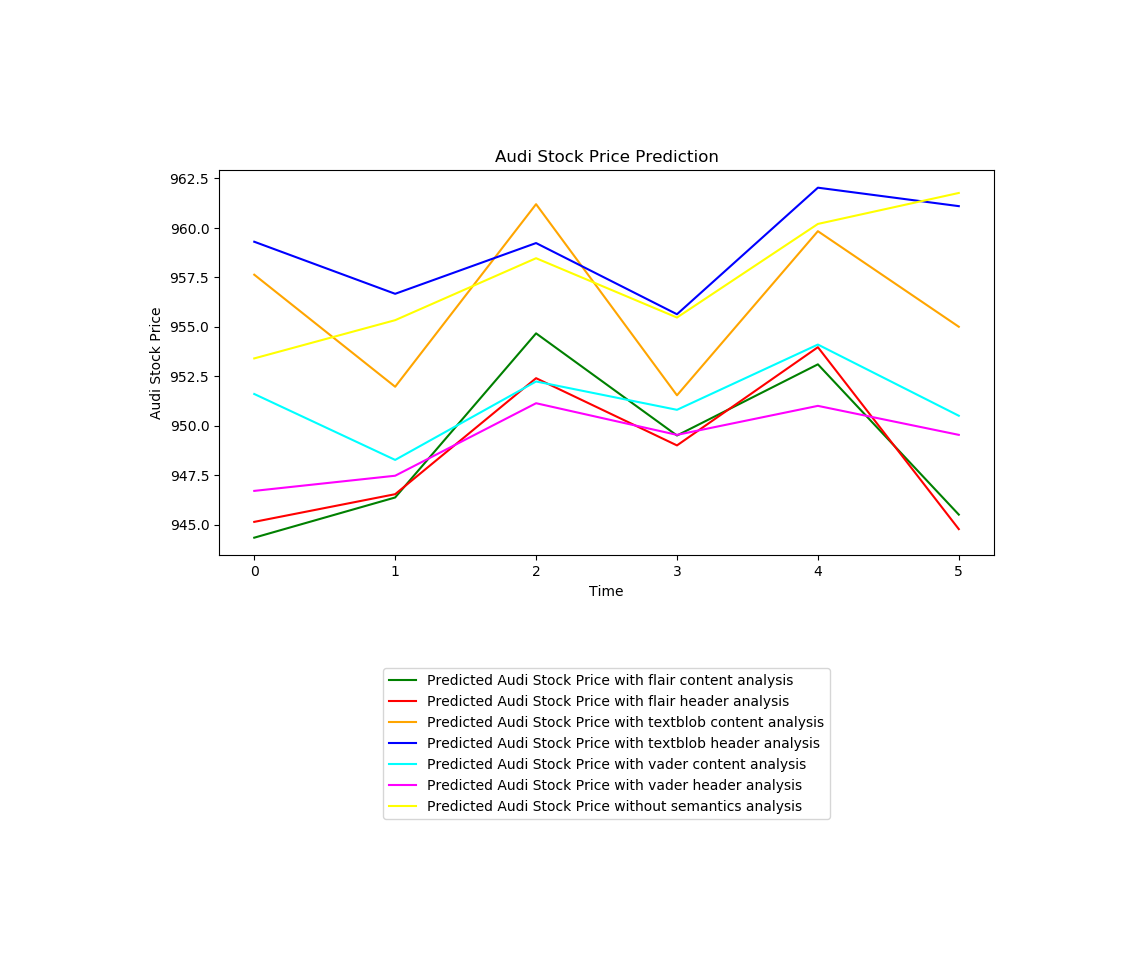 Audi Stock Price Prediction
962.5
960.0
957.5
955.0
952.5
950.0
947.5
945.0
Audi Stock Price
0 1 2 3 4 5
Time
Predicted Audi Stock Price with flair content analysis
Predicted Audi Stock Price with flair header analysis
Predicted Audi Stock Price with textblob content analysis
Predicted Audi Stock Price with textblob header analysis
Predicted Audi Stock Price with vader content analysis
Predicted Audi Stock Price with vader header analysis
Predicted Audi Stock Price without semantics analysis